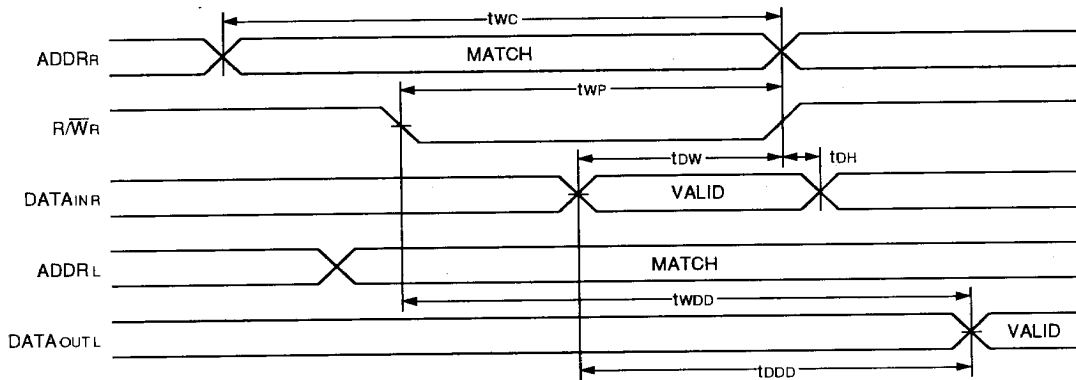 tWC
ADDRR MATCH
tWP
R/W̅R
tDW tDH
DATAINR VALID
ADDRL MATCH
tWDD
DATAOUTL VALID
tDDD